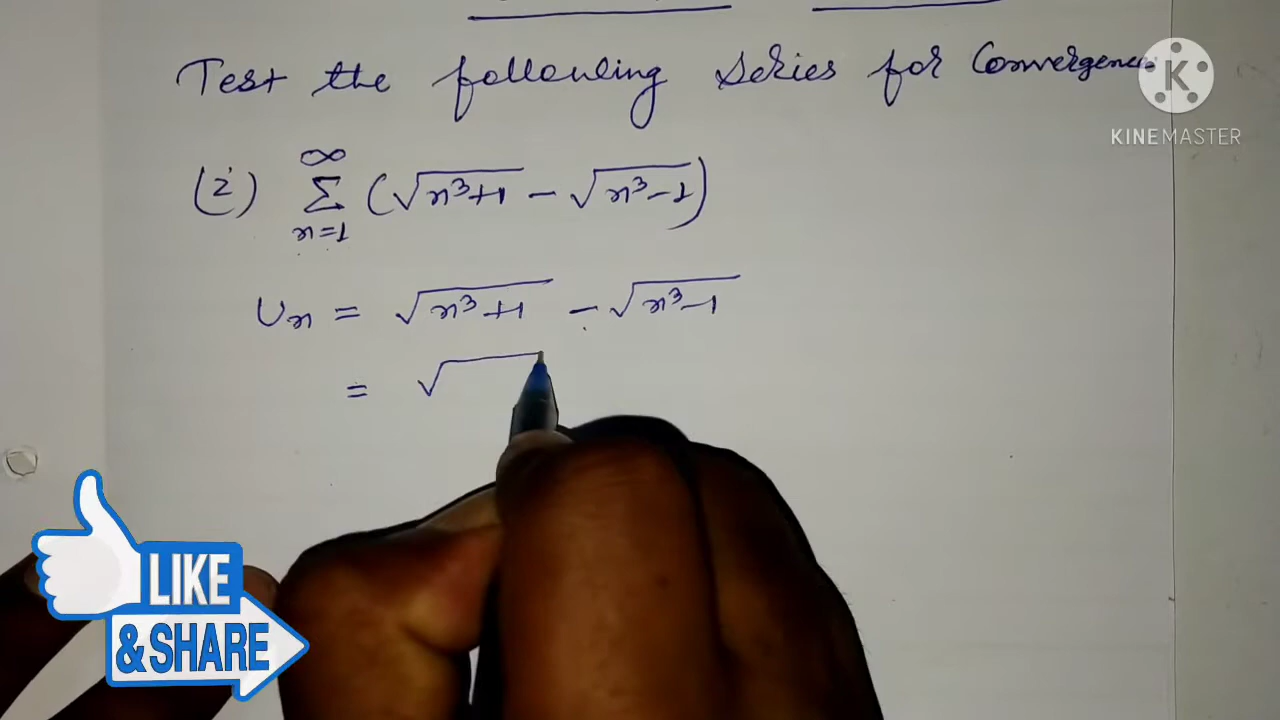 Test the following series for Convergence
K
KINEMASTER
(2) ∞ Σ n=1 (√(n³+1) − √(n³−1))
Un = √(n³+1) − √(n³−1)
= √
LIKE
& SHARE